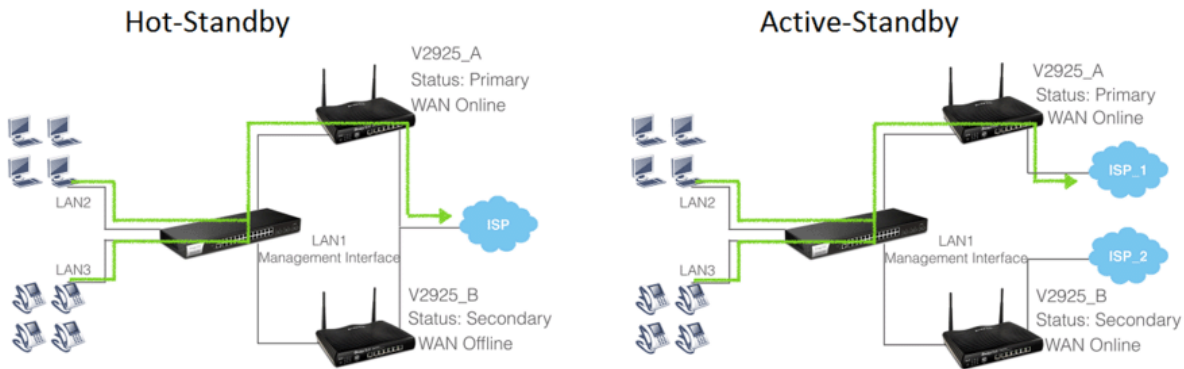 Hot-Standby
V2925_A
Status: Primary
WAN Online
LAN2
LAN3
LAN1
Management Interface
ISP
V2925_B
Status: Secondary
WAN Offline
Active-Standby
V2925_A
Status: Primary
WAN Online
ISP_1
LAN2
LAN3
LAN1
Management Interface
ISP_2
V2925_B
Status: Secondary
WAN Online